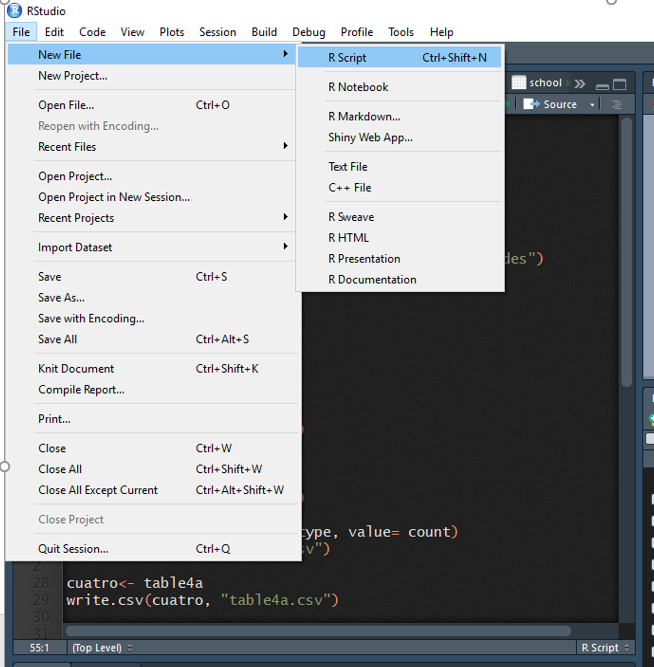 RStudio
File Edit Code View Plots Session Build Debug Profile Tools Help
New File
New Project...
Open File... Ctrl+O
Reopen with Encoding...
Recent Files
Open Project...
Open Project in New Session...
Recent Projects
Import Dataset
Save Ctrl+S
Save As...
Save with Encoding...
Save All Ctrl+Alt+S
Knit Document Ctrl+Shift+K
Compile Report...
Print...
Close Ctrl+W
Close All Ctrl+Shift+W
Close All Except Current Ctrl+Alt+Shift+W
Close Project
Quit Session... Ctrl+Q
R Script Ctrl+Shift+N
R Notebook
R Markdown...
Shiny Web App...
Text File
C++ File
R Sweave
R HTML
R Presentation
R Documentation
school
Source
des")
)
)
type, value= count)
v")
27
28 cuatro<- table4a
29 write.csv(cuatro, "table4a.csv")
30
31
55:1 (Top Level) R Script